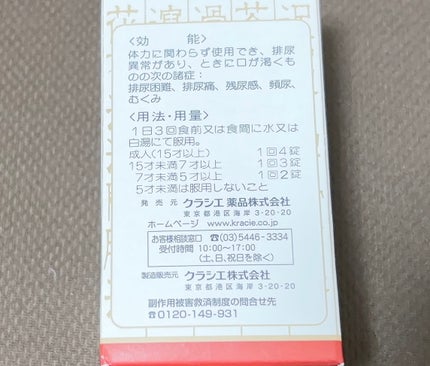 〈効　　　能〉
体力に関わらず使用でき、排尿
異常があり、ときに口が渇くも
のの次の諸症：
排尿困難、排尿痛、残尿感、頻尿、
むくみ
〈用法・用量〉
1日3回食前又は食間に水又は
白湯にて服用。
成人(15才以上)　1回4錠
15才未満7才以上　1回3錠
7才未満5才以上　1回2錠
5才未満は服用しないこと
発売元 クラシエ薬品株式会社
東京都港区海岸 3-20-20
ホームページ www.kracie.co.jp
お客様相談窓口 ☎(03)5446-3334
受付時間 10:00〜17:00
(土、日、祝日を除く)
製造販売元 クラシエ株式会社
東京都港区海岸 3-20-20
副作用被害救済制度の問合せ先
☎0120-149-931